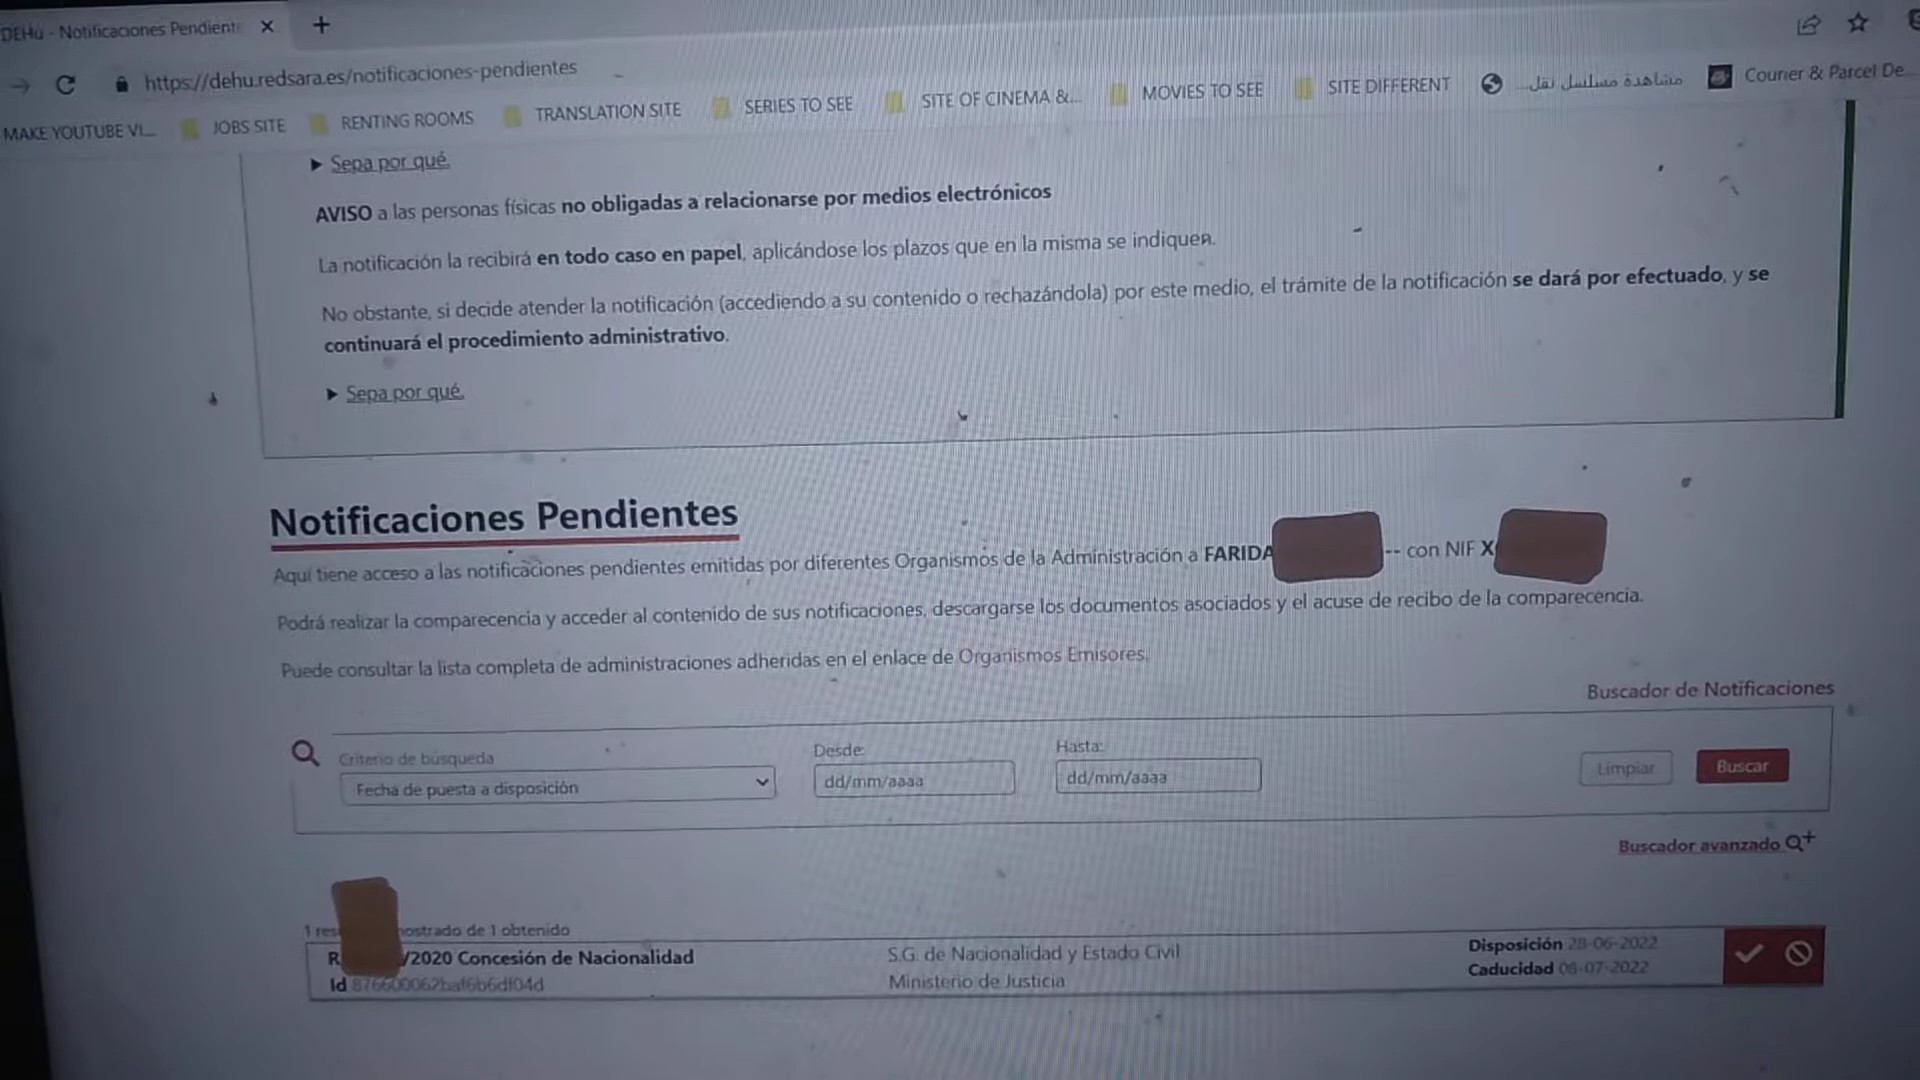 DEHú - Notificaciones Pendient
https://dehu.redsara.es/notificaciones-pendientes
MAKE YOUTUBE VI... JOBS SITE RENTING ROOMS TRANSLATION SITE SERIES TO SEE SITE OF CINEMA &... MOVIES TO SEE SITE DIFFERENT مشاهدة مسلسل نقل... Courier & Parcel De...
Sepa por qué.
AVISO a las personas físicas no obligadas a relacionarse por medios electrónicos
La notificación la recibirá en todo caso en papel, aplicándose los plazos que en la misma se indiquen.
No obstante, si decide atender la notificación (accediendo a su contenido o rechazándola) por este medio, el trámite de la notificación se dará por efectuado, y se
continuará el procedimiento administrativo.
Sepa por qué.
Notificaciones Pendientes
Aquí tiene acceso a las notificaciones pendientes emitidas por diferentes Organismos de la Administración a FARIDA -- con NIF X
Podrá realizar la comparecencia y acceder al contenido de sus notificaciones, descargarse los documentos asociados y el acuse de recibo de la comparecencia.
Puede consultar la lista completa de administraciones adheridas en el enlace de Organismos Emisores.
Buscador de Notificaciones
Criterio de búsqueda Desde: Hasta:
Fecha de puesta a disposición dd/mm/aaaa dd/mm/aaaa Limpiar Buscar
Buscador avanzado
1 res ostrado de 1 obtenido
R /2020 Concesión de Nacionalidad S.G. de Nacionalidad y Estado Civil Disposición 28-06-2022
Id 876600062baf6b6df04d Ministerio de Justicia Caducidad 08-07-2022